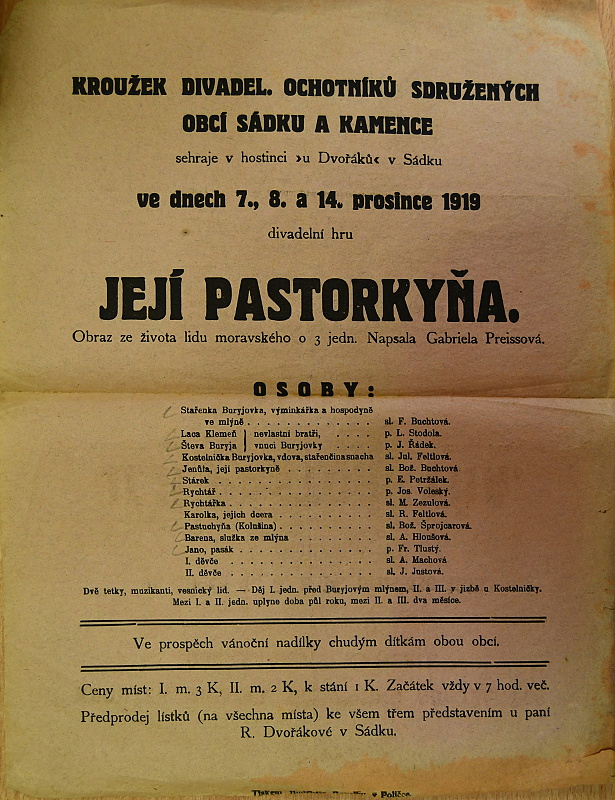 KROUŽEK DIVADEL. OCHOTNÍKŮ SDRUŽENÝCH
OBCÍ SÁDKU A KAMENCE
sehraje v hostinci ›u Dvořáků‹ v Sádku
ve dnech 7., 8. a 14. prosince 1919
divadelní hru
JEJÍ PASTORKYŇA.
Obraz ze života lidu moravského o 3 jedn. Napsala Gabriela Preissová.
OSOBY:
Stařenka Buryjovka, výminkářka a hospodyně
ve mlýně . . . . . . . . . . . . sl. F. Buchtová.
Laca Klemeň } nevlastní bratři, . . . . p. L. Stodola.
Števa Buryja } vnuci Buryjovky . . . . p. J. Řádek.
Kostelnička Buryjovka, vdova, stařenčina snacha sl. Jul. Feltlová.
Jenůfa, její pastorkyně . . . . . . . . sl. Bož. Buchtová.
Stárek . . . . . . . . . . . . . . p. E. Petržálek.
Rychtář . . . . . . . . . . . . . . p. Jos. Voleský.
Rychtářka . . . . . . . . . . . . . sl. M. Zezulová.
Karolka, jejich dcera . . . . . . . . . sl. R. Feltlová.
Pastuchyňa (Kolušina) . . . . . . . . . sl. Bož. Šprojcarová.
Barena, služka ze mlýna . . . . . . . . sl. A. Hloušová.
Jano, pasák . . . . . . . . . . . . p. Fr. Tlustý.
I. děvče . . . . . . . . . . . . . sl. A. Machová
II. děvče . . . . . . . . . . . . . sl. J. Justová.
Dvě tetky, muzikanti, vesnický lid. — Děj I. jedn. před Buryjovým mlýnem, II. a III. v jizbě u Kostelničky.
Mezi I. a II. jedn. uplyne doba půl roku, mezi II. a III. dva měsíce.
Ve prospěch vánoční nadílky chudým dítkám obou obcí.
Ceny míst: I. m. 3 K, II. m. 2 K, k stání 1 K. Začátek vždy v 7 hod. več.
Předprodej lístků (na všechna místa) ke všem třem představením u paní
R. Dvořákové v Sádku.
v Poličce.